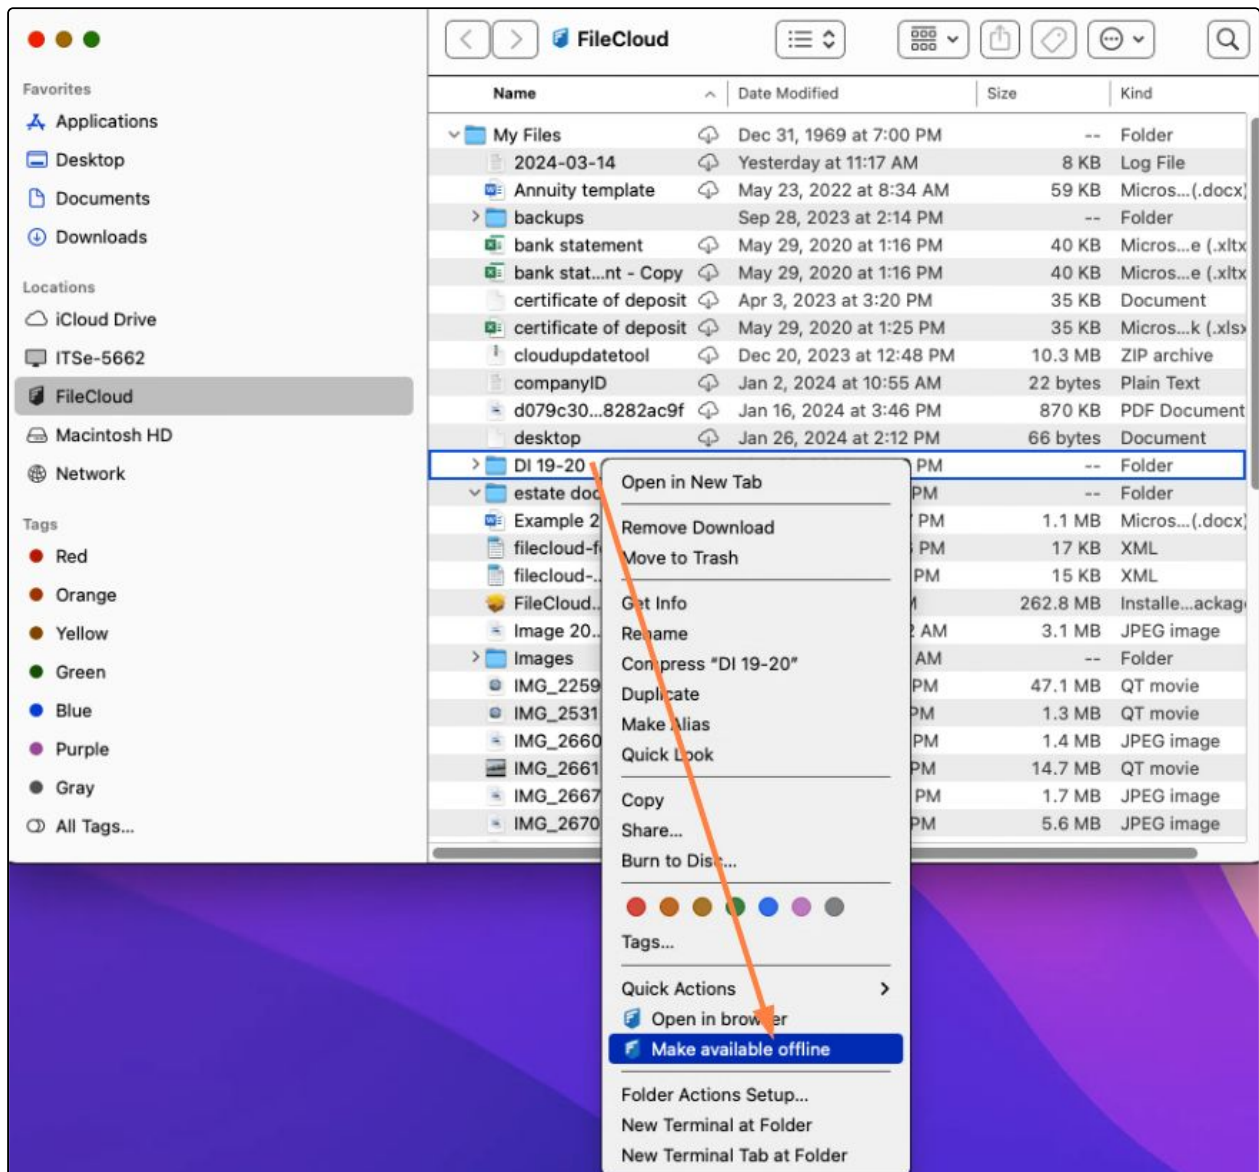 FileCloud
Favorites
Applications
Desktop
Documents
Downloads
Locations
iCloud Drive
ITSe-5662
FileCloud
Macintosh HD
Network
Tags
Red
Orange
Yellow
Green
Blue
Purple
Gray
All Tags...
Name Date Modified Size Kind
My Files Dec 31, 1969 at 7:00 PM -- Folder
2024-03-14 Yesterday at 11:17 AM 8 KB Log File
Annuity template May 23, 2022 at 8:34 AM 59 KB Micros...(.docx)
backups Sep 28, 2023 at 2:14 PM -- Folder
bank statement May 29, 2020 at 1:16 PM 40 KB Micros...e (.xltx
bank stat...nt - Copy May 29, 2020 at 1:16 PM 40 KB Micros...e (.xltx
certificate of deposit Apr 3, 2023 at 3:20 PM 35 KB Document
certificate of deposit May 29, 2020 at 1:25 PM 35 KB Micros...k (.xlsx
cloudupdatetool Dec 20, 2023 at 12:48 PM 10.3 MB ZIP archive
companyID Jan 2, 2024 at 10:55 AM 22 bytes Plain Text
d079c30...8282ac9f Jan 16, 2024 at 3:46 PM 870 KB PDF Document
desktop Jan 26, 2024 at 2:12 PM 66 bytes Document
DI 19-20 PM -- Folder
estate doc PM -- Folder
Example 2 PM 1.1 MB Micros...(.docx)
filecloud-f PM 17 KB XML
filecloud-.. PM 15 KB XML
FileCloud.. 262.8 MB Installe...ackag
Image 20.. AM 3.1 MB JPEG image
Images AM -- Folder
IMG_2259 PM 47.1 MB QT movie
IMG_2531 PM 1.3 MB QT movie
IMG_2660 PM 1.4 MB JPEG image
IMG_2661 PM 14.7 MB QT movie
IMG_2667 PM 1.7 MB JPEG image
IMG_2670 PM 5.6 MB JPEG image
Open in New Tab
Remove Download
Move to Trash
Get Info
Rename
Compress "DI 19-20"
Duplicate
Make Alias
Quick Look
Copy
Share...
Burn to Disc...
Tags...
Quick Actions
Open in browser
Make available offline
Folder Actions Setup...
New Terminal at Folder
New Terminal Tab at Folder